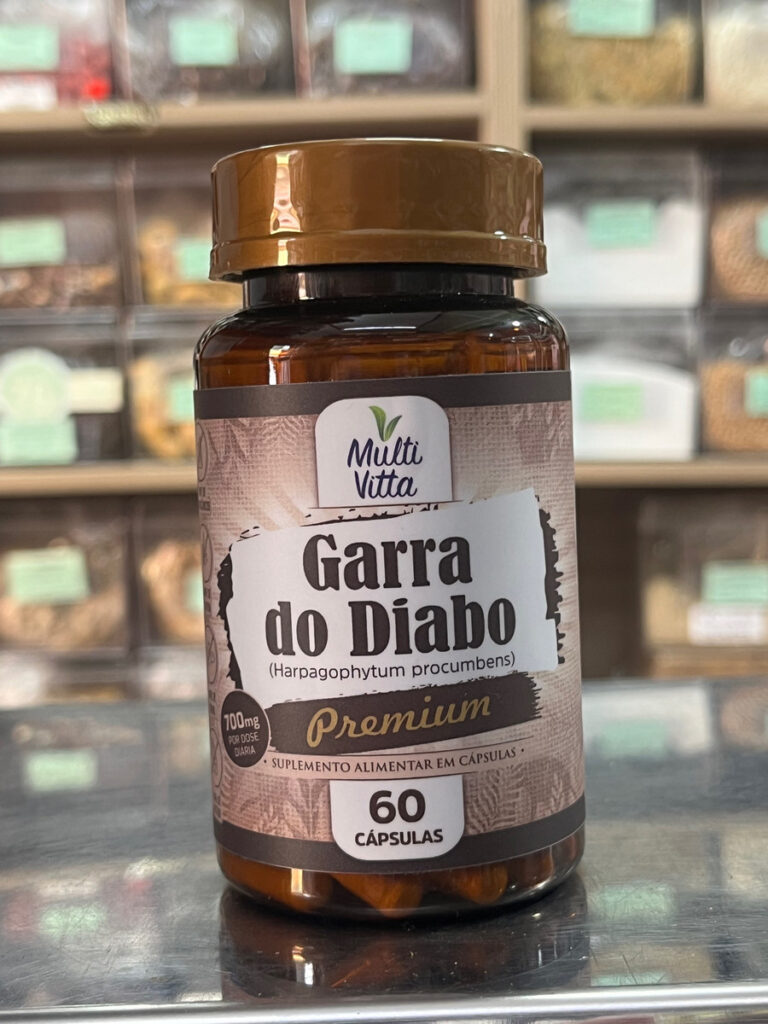 Multi
Vitta
Garra
do Diabo
(Harpagophytum procumbens)
Premium
700mg
POR DOSE
DIÁRIA
• SUPLEMENTO ALIMENTAR EM CÁPSULAS •
60
CÁPSULAS